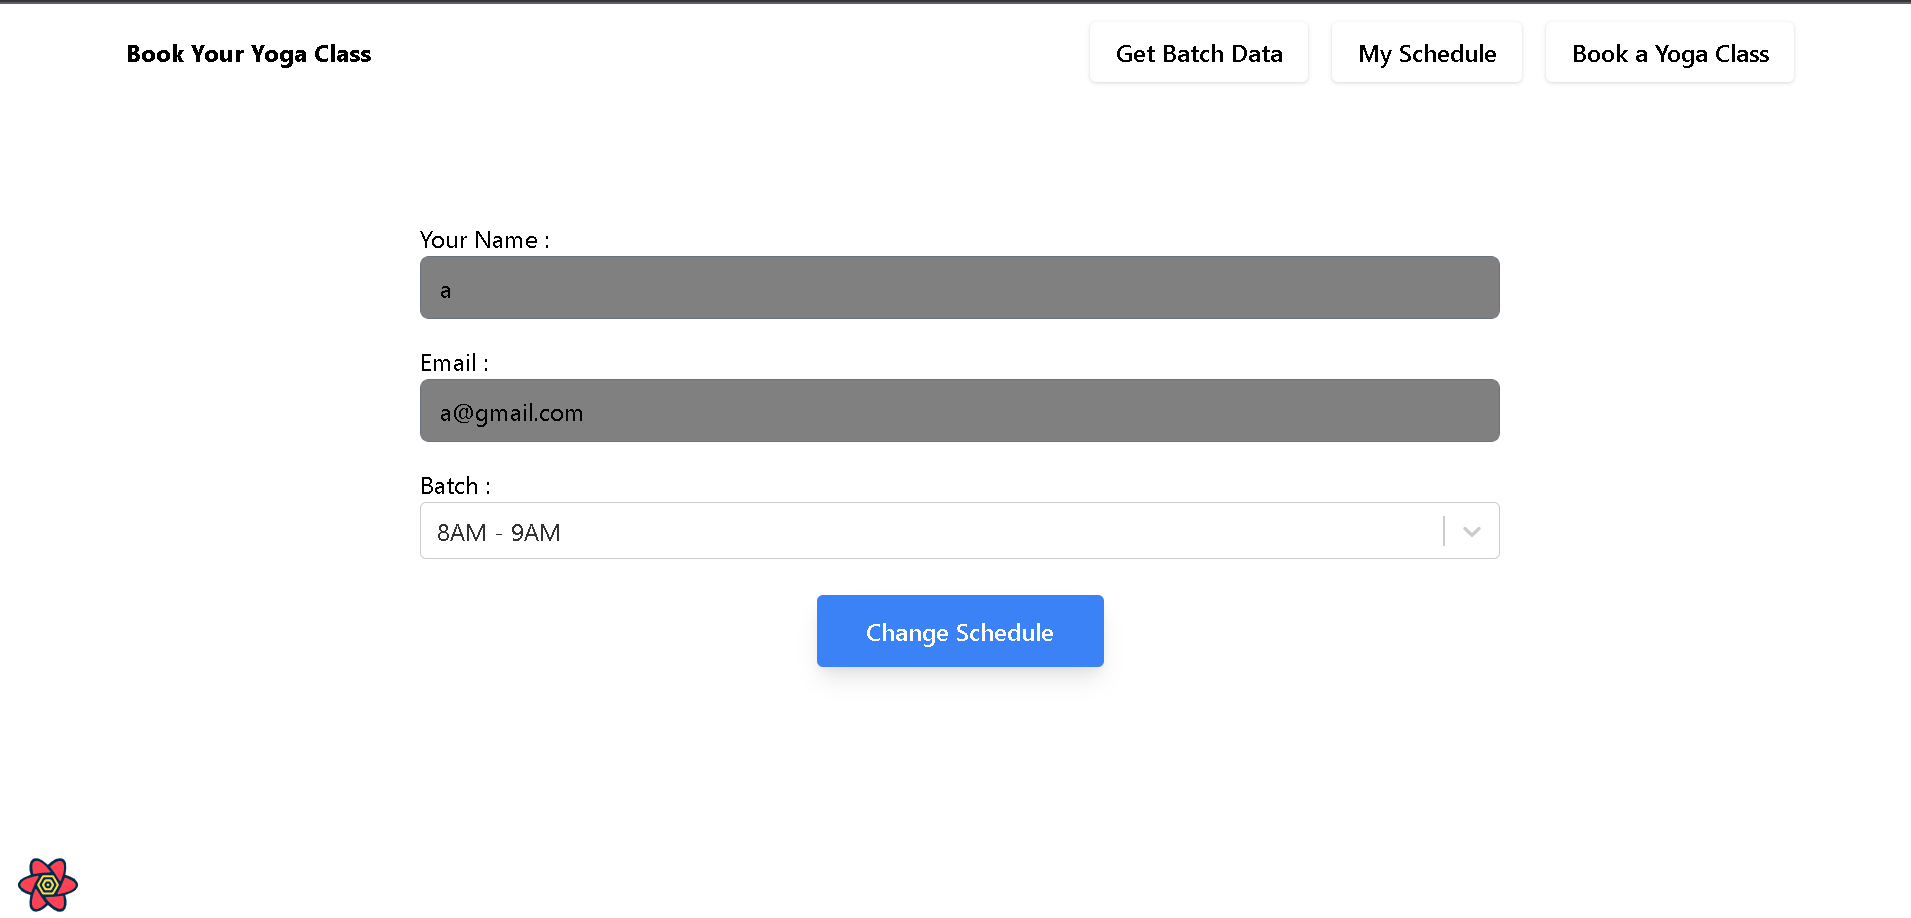 Book Your Yoga Class
Get Batch Data
My Schedule
Book a Yoga Class
Your Name :
a
Email :
a@gmail.com
Batch :
8AM - 9AM
Change Schedule